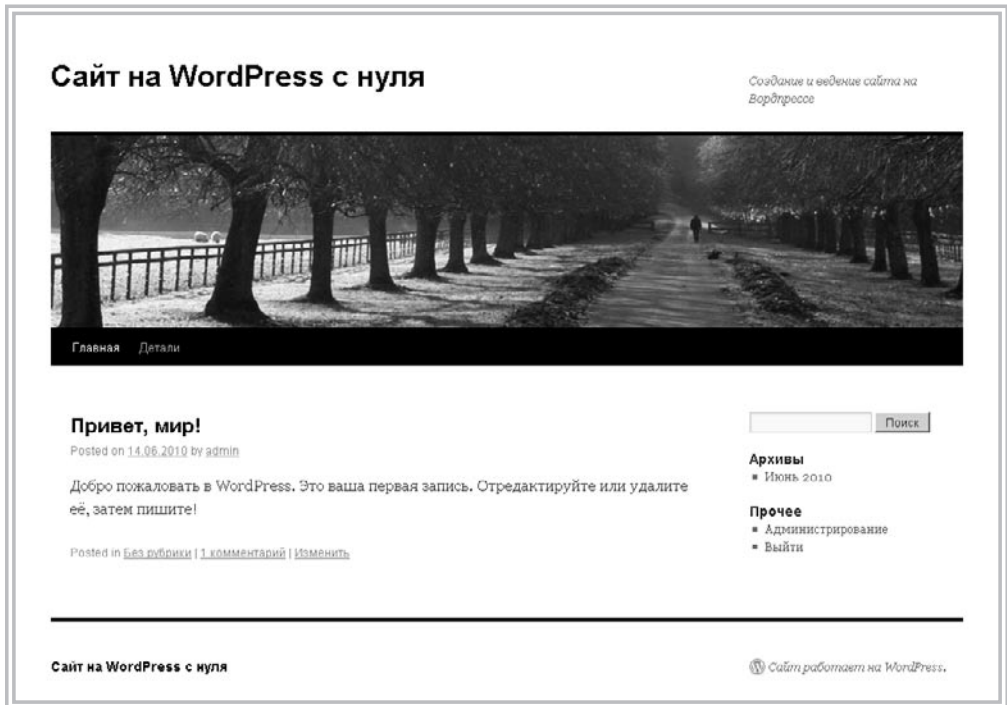 Сайт на WordPress с нуля
Создание и ведение сайта на
Вордпрессе
Главная Детали
Привет, мир!
Posted on 14.06.2010 by admin
Добро пожаловать в WordPress. Это ваша первая запись. Отредактируйте или удалите
её, затем пишите!
Posted in Без рубрики | 1 комментарий | Изменить
Поиск
Архивы
Июнь 2010
Прочее
Администрирование
Выйти
Сайт на WordPress с нуля
Сайт работает на WordPress.